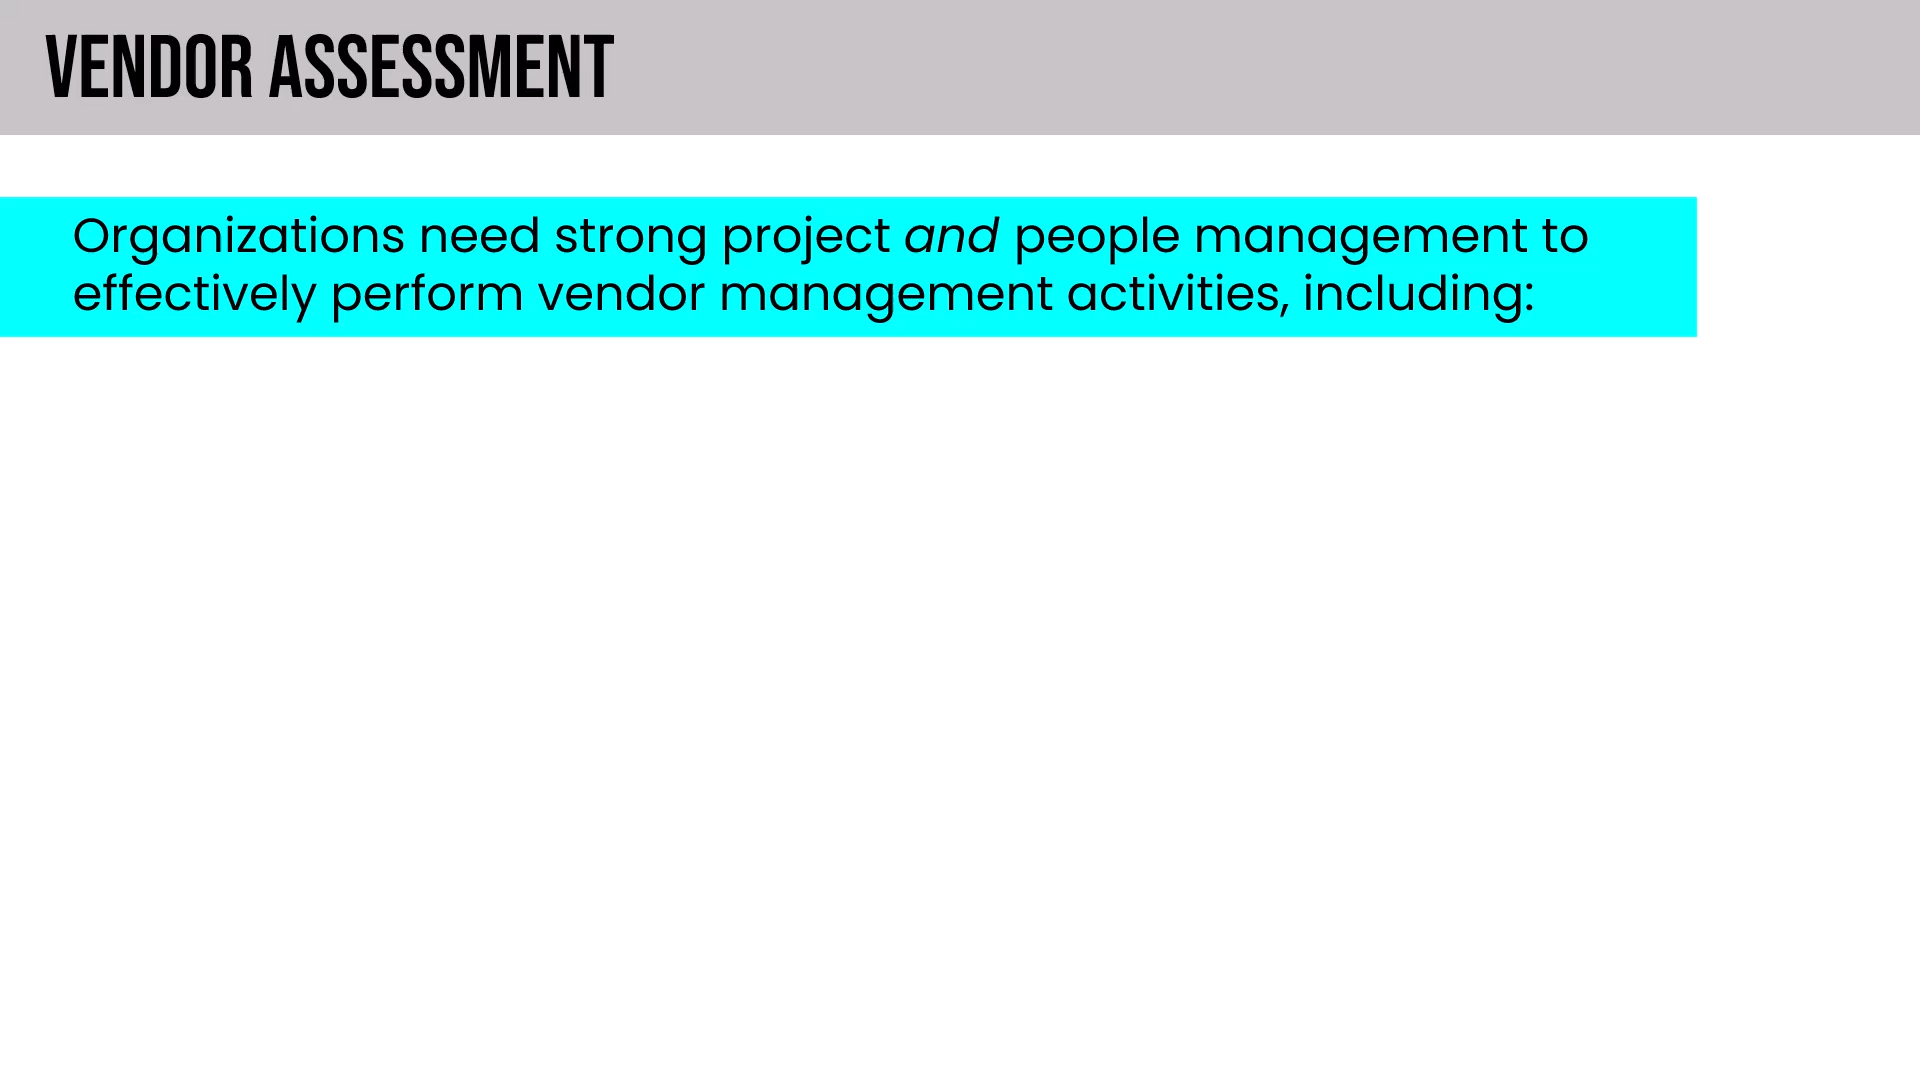 VENDOR ASSESSMENT
Organizations need strong project and people management to
effectively perform vendor management activities, including: